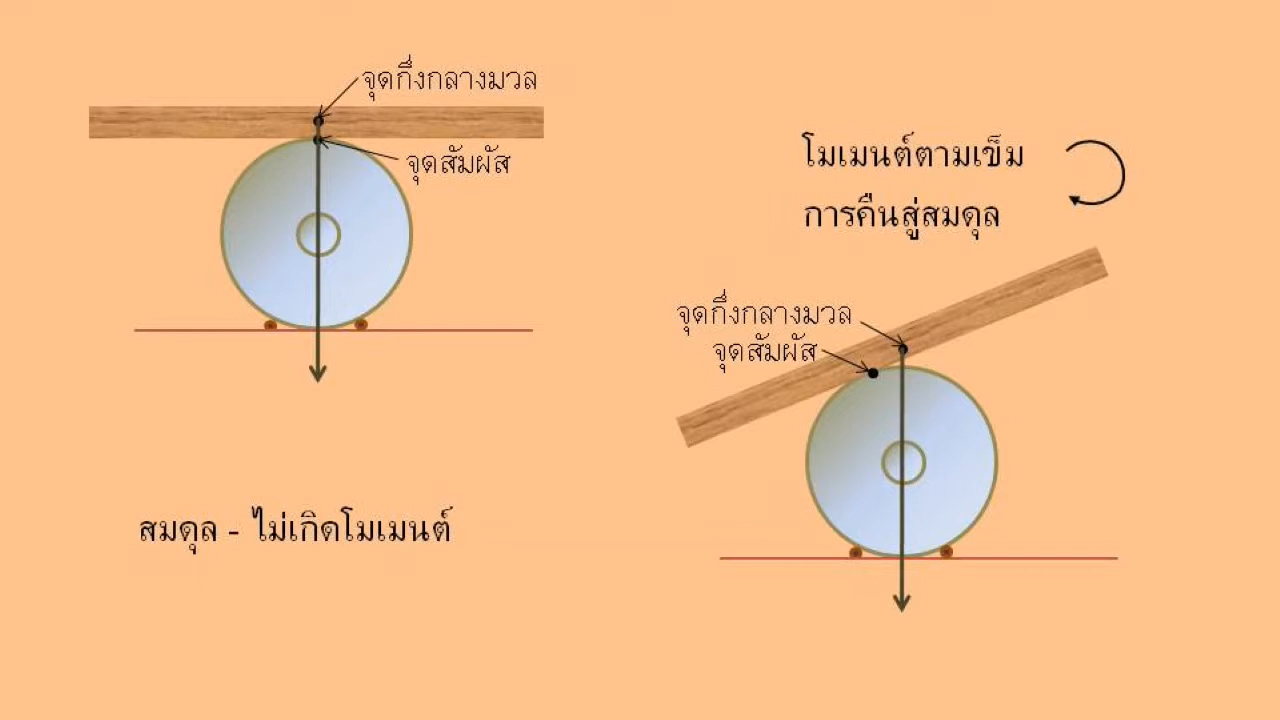 จุดกึ่งกลางมวล
จุดสัมผัส
สมดุล - ไม่เกิดโมเมนต์
โมเมนต์ตามเข็ม
การคืนสู่สมดุล
จุดกึ่งกลางมวล
จุดสัมผัส